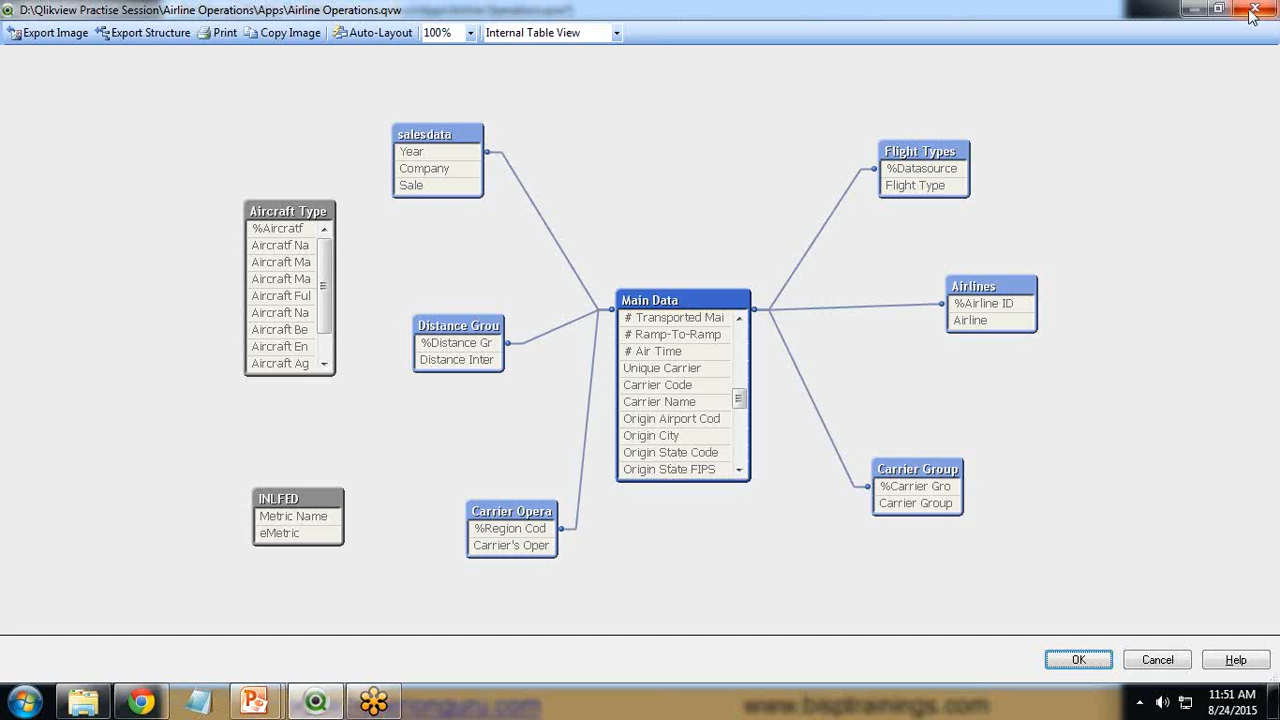 D:\Qlikview Practise Session\Airline Operations\Apps\Airline Operations.qvw
Export Image Export Structure Print Copy Image Auto-Layout 100% Internal Table View
salesdata
Year
Company
Sale
Aircraft Type
%Aircratf
Aircratf Na
Aircraft Ma
Aircraft Ma
Aircraft Ful
Aircraft Na
Aircraft Be
Aircraft En
Aircraft Ag
Distance Grou
%Distance Gr
Distance Inter
INLFED
Metric Name
eMetric
Carrier Opera
%Region Cod
Carrier's Oper
Main Data
# Transported Mai
# Ramp-To-Ramp
# Air Time
Unique Carrier
Carrier Code
Carrier Name
Origin Airport Cod
Origin City
Origin State Code
Origin State FIPS
Flight Types
%Datasource
Flight Type
Airlines
%Airline ID
Airline
Carrier Group
%Carrier Gro
Carrier Group
OK Cancel Help
www.bisptrainings.com
11:51 AM
8/24/2015